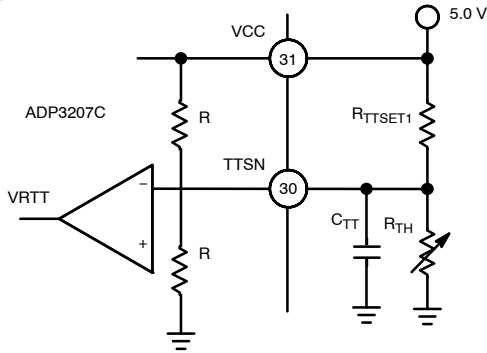 5.0 V
VCC
31
ADP3207C
R
RTTSET1
TTSN
30
VRTT
−
+
R
CTT
RTH